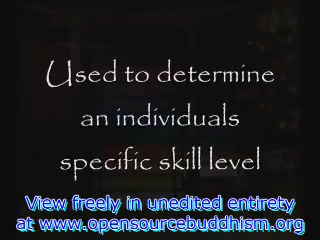 Used to determine
an individuals
specific skill level
View freely in unedited entirety
at www.opensourcebuddhism.org